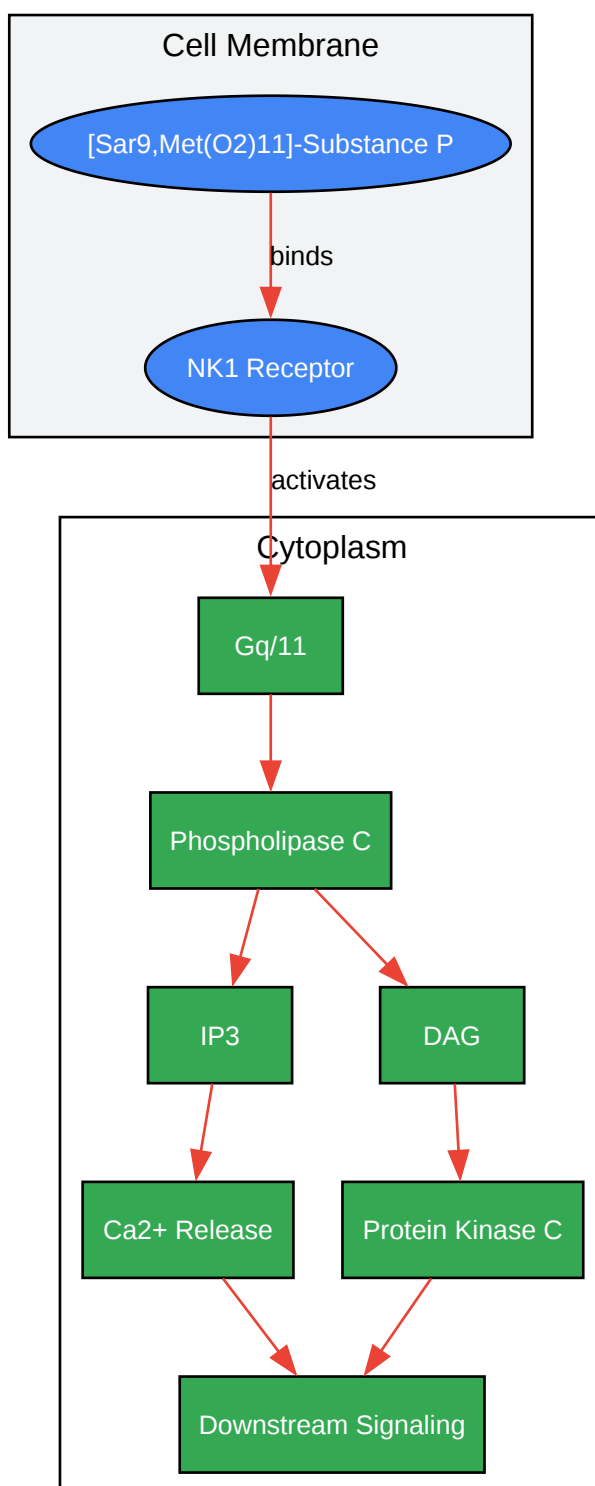 Cell Membrane
[Sar9,Met(O2)11]-Substance P
binds
NK1 Receptor
activates
Cytoplasm
Gq/11
Phospholipase C
IP3
DAG
Ca2+ Release
Protein Kinase C
Downstream Signaling